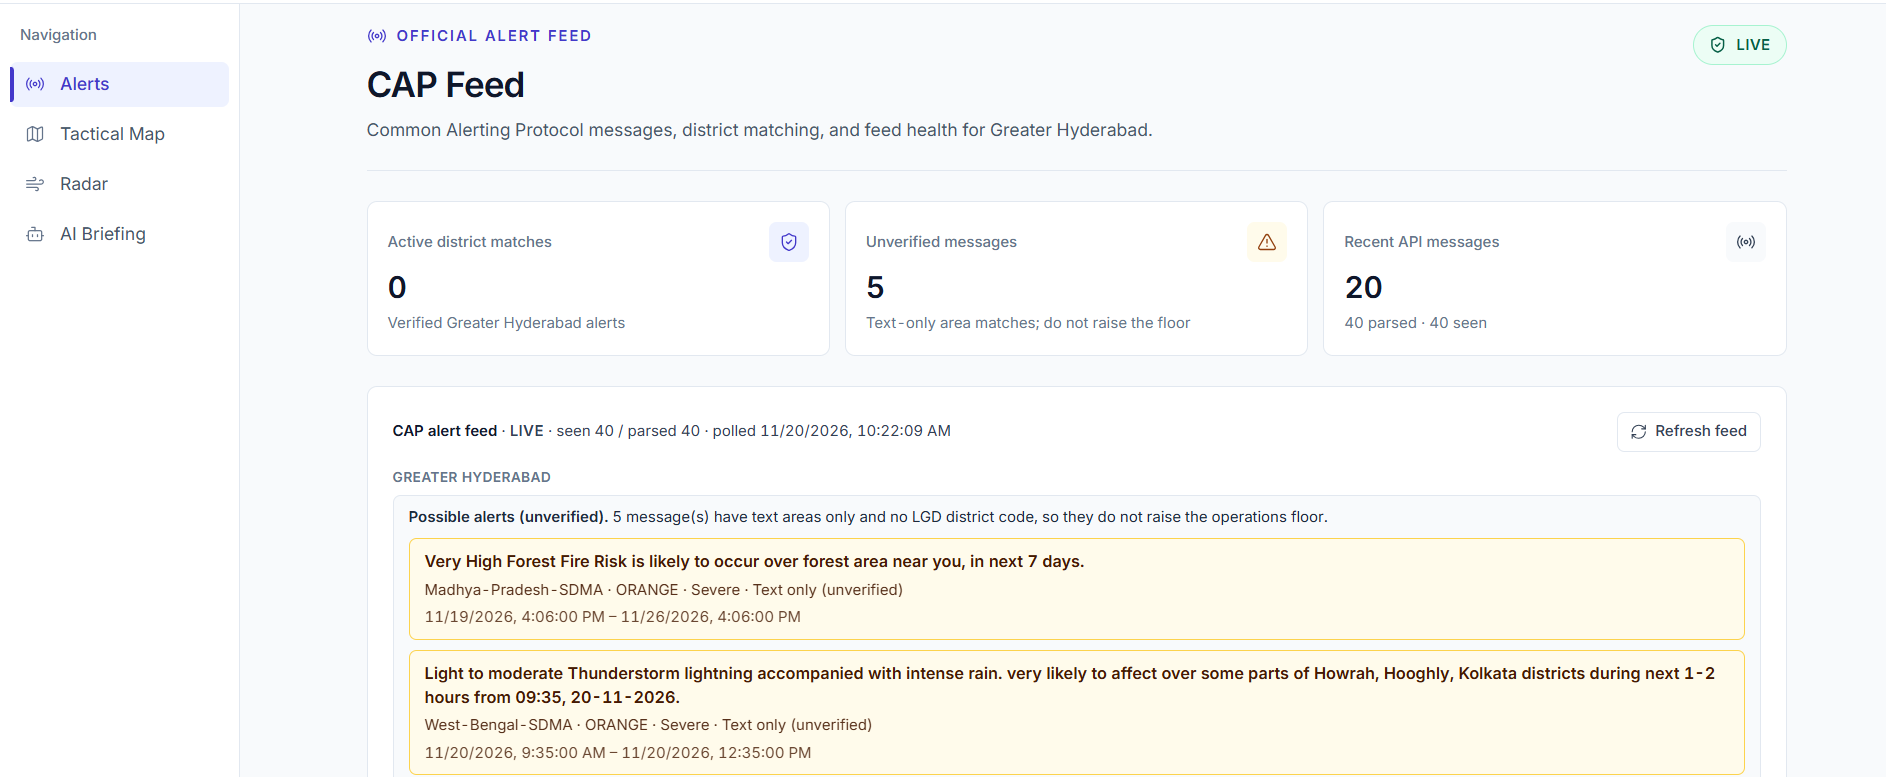 Navigation
Alerts
Tactical Map
Radar
AI Briefing
OFFICIAL ALERT FEED
LIVE
CAP Feed
Common Alerting Protocol messages, district matching, and feed health for Greater Hyderabad.
Active district matches
0
Verified Greater Hyderabad alerts
Unverified messages
5
Text-only area matches; do not raise the floor
Recent API messages
20
40 parsed · 40 seen
CAP alert feed · LIVE · seen 40 / parsed 40 · polled 11/20/2026, 10:22:09 AM
Refresh feed
GREATER HYDERABAD
Possible alerts (unverified). 5 message(s) have text areas only and no LGD district code, so they do not raise the operations floor.
Very High Forest Fire Risk is likely to occur over forest area near you, in next 7 days.
Madhya-Pradesh-SDMA · ORANGE · Severe · Text only (unverified)
11/19/2026, 4:06:00 PM – 11/26/2026, 4:06:00 PM
Light to moderate Thunderstorm lightning accompanied with intense rain. very likely to affect over some parts of Howrah, Hooghly, Kolkata districts during next 1-2
hours from 09:35, 20-11-2026.
West-Bengal-SDMA · ORANGE · Severe · Text only (unverified)
11/20/2026, 9:35:00 AM – 11/20/2026, 12:35:00 PM